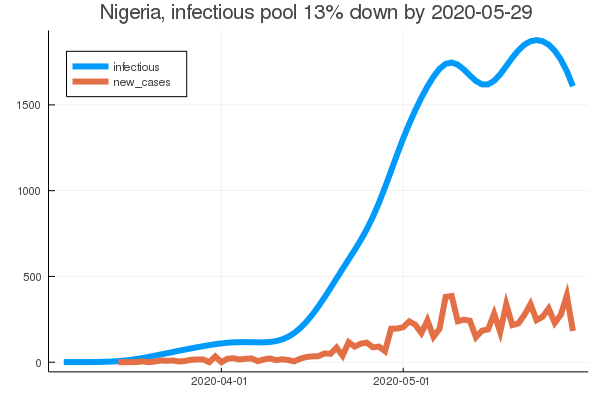 Nigeria, infectious pool 13% down by 2020-05-29
infectious
new_cases
1500
1000
500
0
2020-04-01 2020-05-01